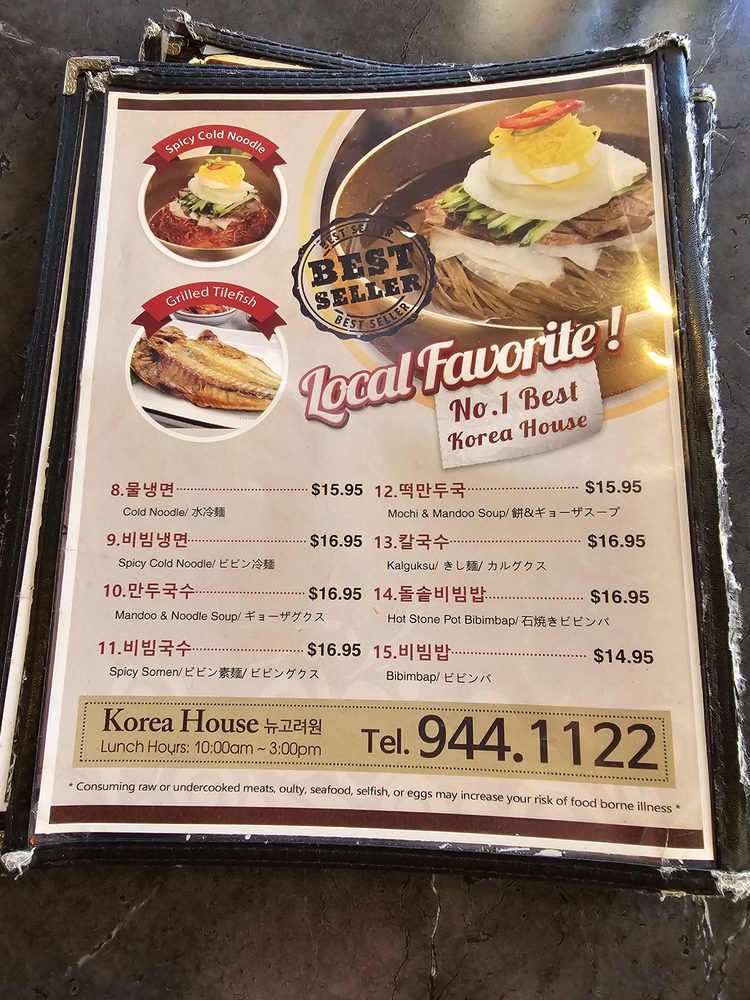 Spicy Cold Noodle
Grilled Tilefish
BEST SELLER
BEST
SELLER
BEST SELLER
Local Favorite !
No.1 Best
Korea House
8.물냉면 $15.95
Cold Noodle/ 水冷麺
9.비빔냉면 $16.95
Spicy Cold Noodle/ ビビン冷麺
10.만두국수 $16.95
Mandoo & Noodle Soup/ ギョーザグクス
11.비빔국수 $16.95
Spicy Somen/ビビン素麺/ ビビングクス
12.떡만두국 $15.95
Mochi & Mandoo Soup/ 餅&ギョーザスープ
13.칼국수 $16.95
Kalguksu/ きし麺/ カルグクス
14.돌솥비빔밥 $16.95
Hot Stone Pot Bibimbap/ 石焼きビビンバ
15.비빔밥 $14.95
Bibimbap/ ビビンバ
Korea House 뉴고려원
Lunch Hours: 10:00am ~ 3:00pm
Tel. 944.1122
* Consuming raw or undercooked meats, oulty, seafood, selfish, or eggs may increase your risk of food borne illness *